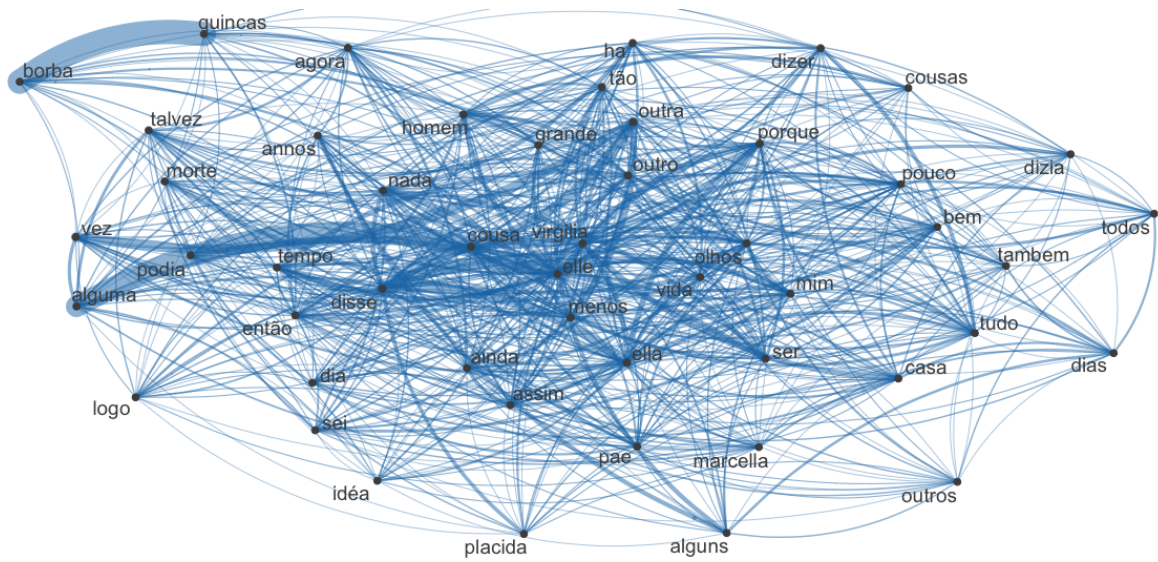 quincas
borba
agora
ha
dizer
tão
cousas
talvez
homem
grande
outra
porque
annos
outro
morte
nada
pouco
dizia
vez
cousa
virgilia
bem
todos
podia
tempo
elle
olhos
tambem
alguma
disse
menos
vida
mim
então
tudo
ainda
ella
ser
casa
dias
logo
dia
assim
sei
pae
marcella
idéa
outros
placida
alguns